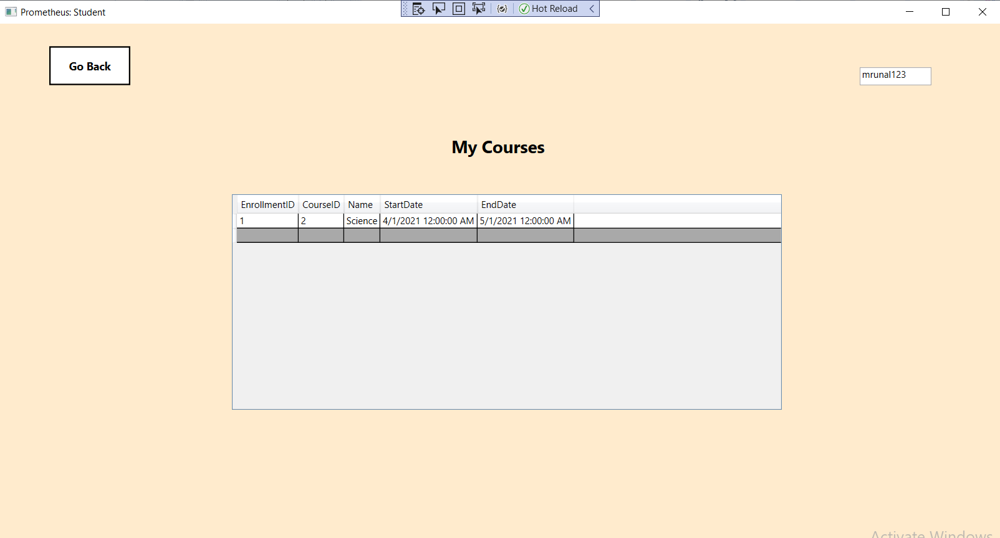 Prometheus: Student
Hot Reload
Go Back
mrunal123
My Courses
EnrollmentID CourseID Name StartDate EndDate
1 2 Science 4/1/2021 12:00:00 AM 5/1/2021 12:00:00 AM
Activate Windows